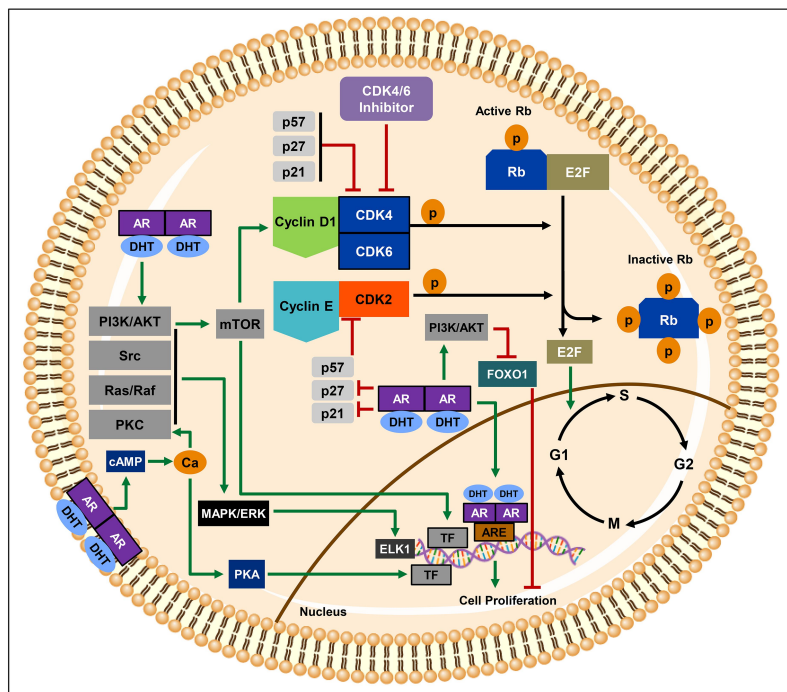 CDK4/6
Inhibitor
Active Rb
p57
p27
p21
p
Rb
E2F
AR
AR
DHT
DHT
Cyclin D1
CDK4
CDK6
p
Inactive Rb
Cyclin E
CDK2
p
p
Rb
p
p
p
PI3K/AKT
mTOR
PI3K/AKT
E2F
Src
p57
FOXO1
Ras/Raf
p27
AR
AR
p21
DHT
DHT
PKC
S
G1
G2
M
cAMP
Ca
AR
AR
DHT
DHT
MAPK/ERK
DHT
DHT
AR
AR
ARE
TF
ELK1
TF
PKA
Cell Proliferation
Nucleus